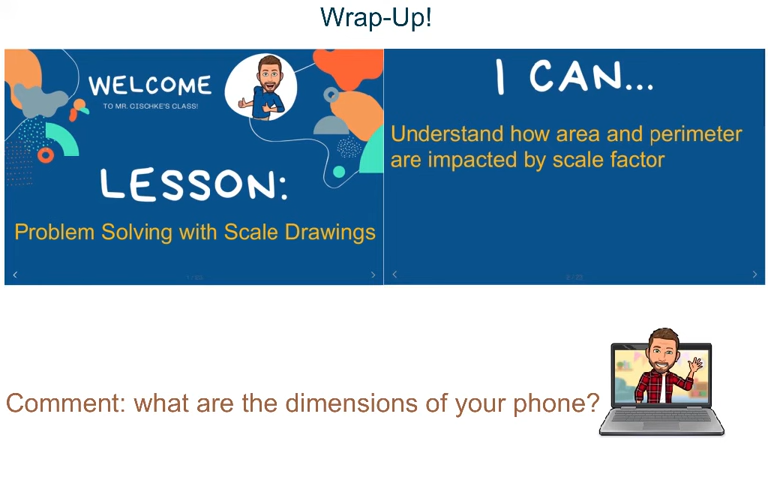 Wrap-Up!
WELCOME
TO MR. CISCHKE'S CLASS!
LESSON:
Problem Solving with Scale Drawings
I CAN...
Understand how area and perimeter
are impacted by scale factor
Comment: what are the dimensions of your phone?